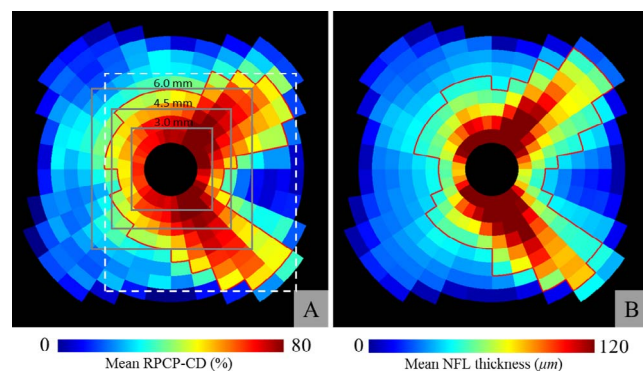 6.0 mm
4.5 mm
3.0 mm
A
B
0
80
Mean RPCP-CD (%)
0
120
Mean NFL thickness (μm)